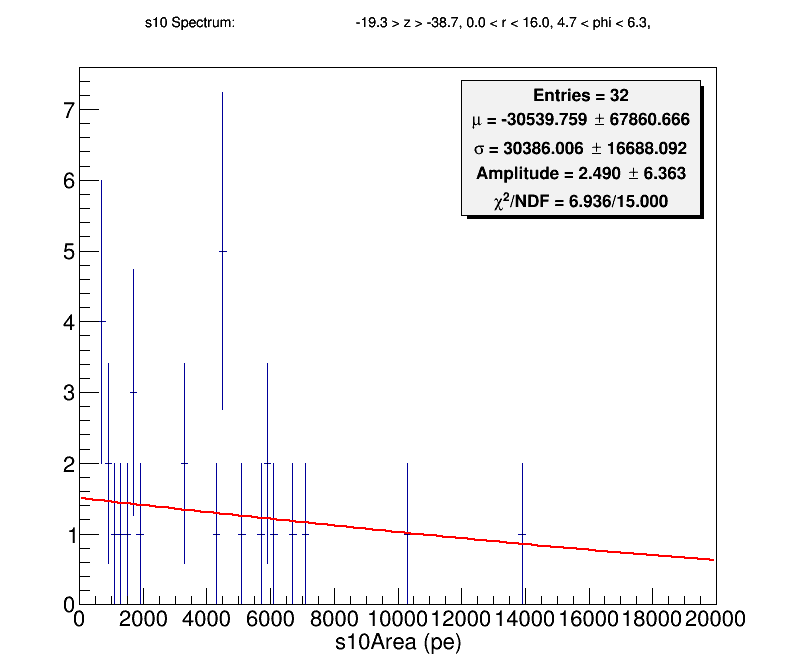 s10 Spectrum: -19.3 > z > -38.7, 0.0 < r < 16.0, 4.7 < phi < 6.3,
Entries = 32
μ = -30539.759 ± 67860.666
σ = 30386.006 ± 16688.092
Amplitude = 2.490 ± 6.363
χ²/NDF = 6.936/15.000
7
6
5
4
3
2
1
0
0 2000 4000 6000 8000 10000 12000 14000 16000 18000 20000
s10Area (pe)